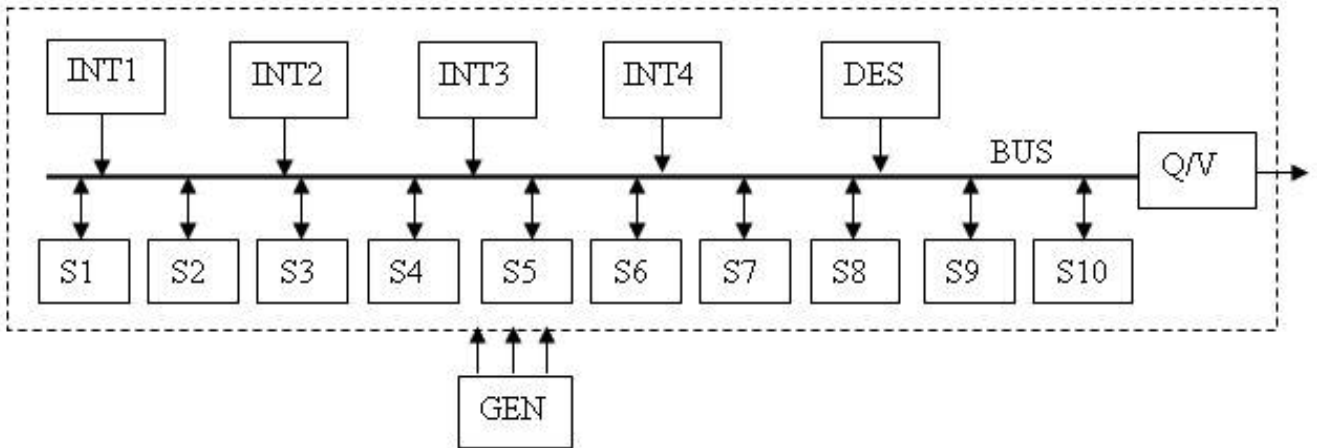 INT1 INT2 INT3 INT4 DES
BUS
Q/V
S1 S2 S3 S4 S5 S6 S7 S8 S9 S10
GEN